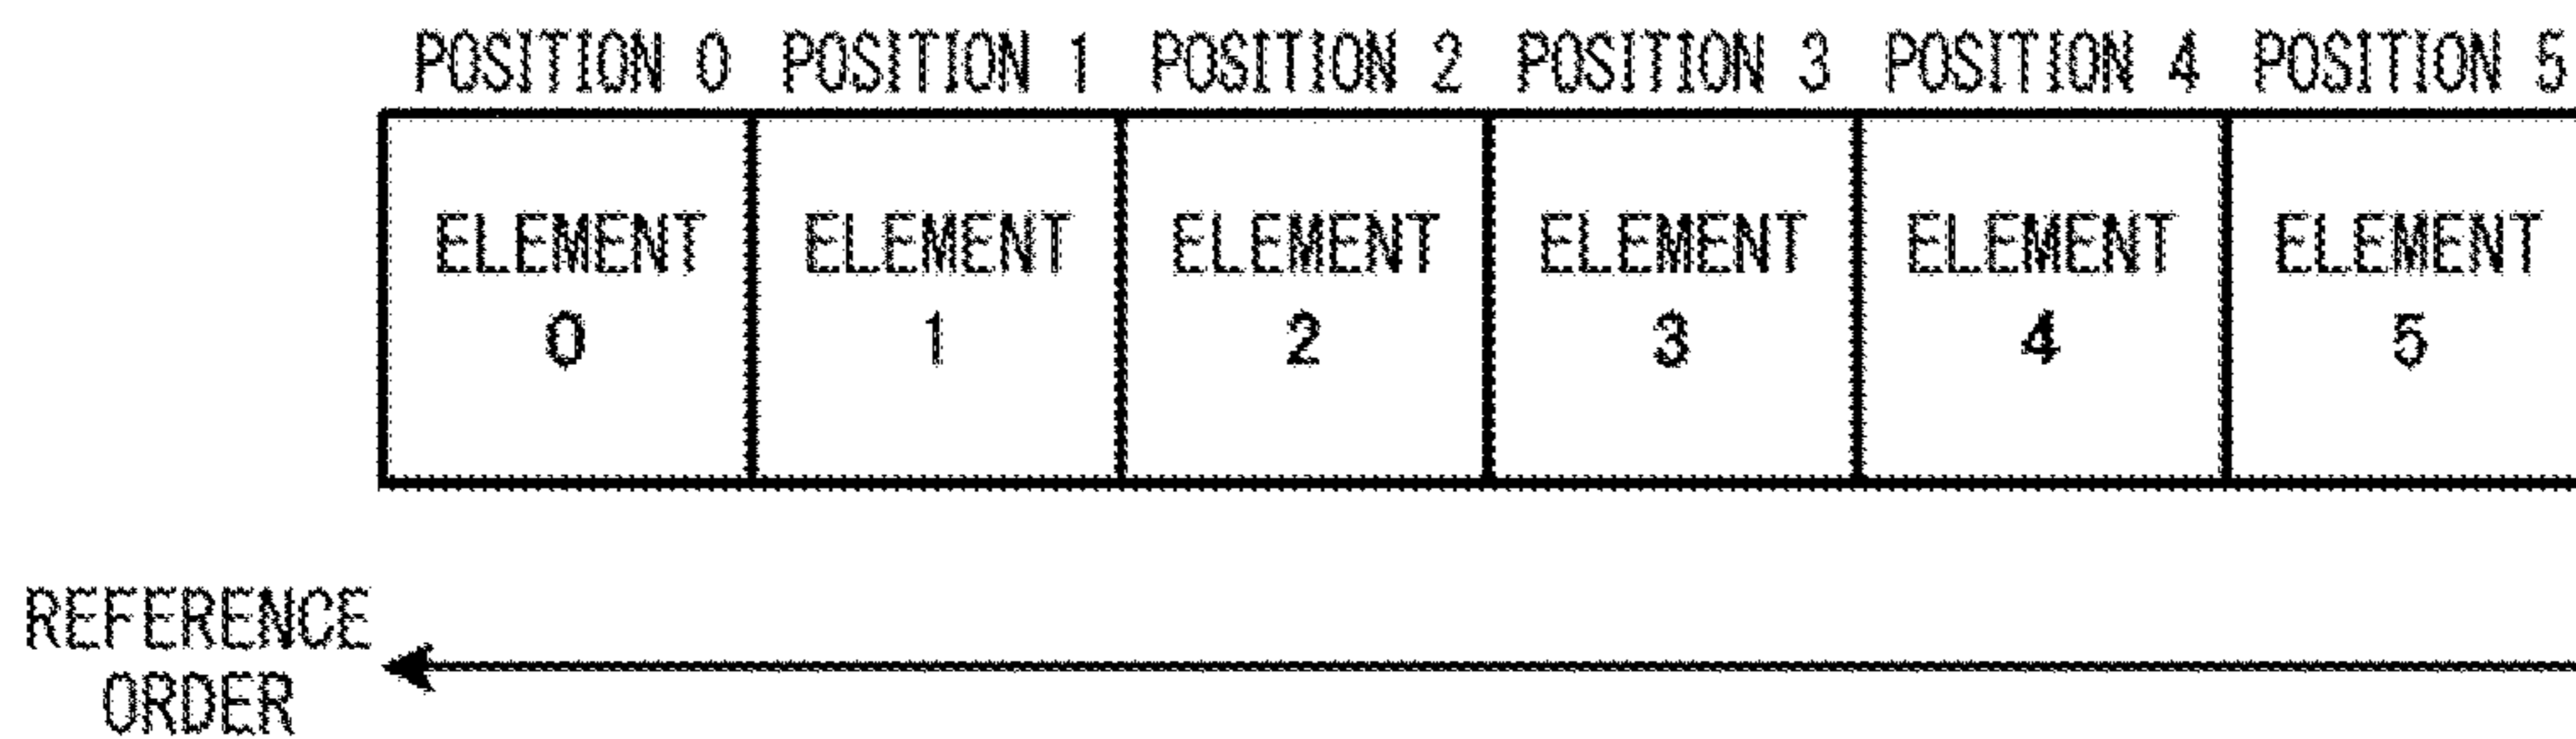 POSITION 0 POSITION 1 POSITION 2 POSITION 3 POSITION 4 POSITION 5
ELEMENT ELEMENT ELEMENT ELEMENT ELEMENT ELEMENT
0 1 2 3 4 5
REFERENCE
ORDER